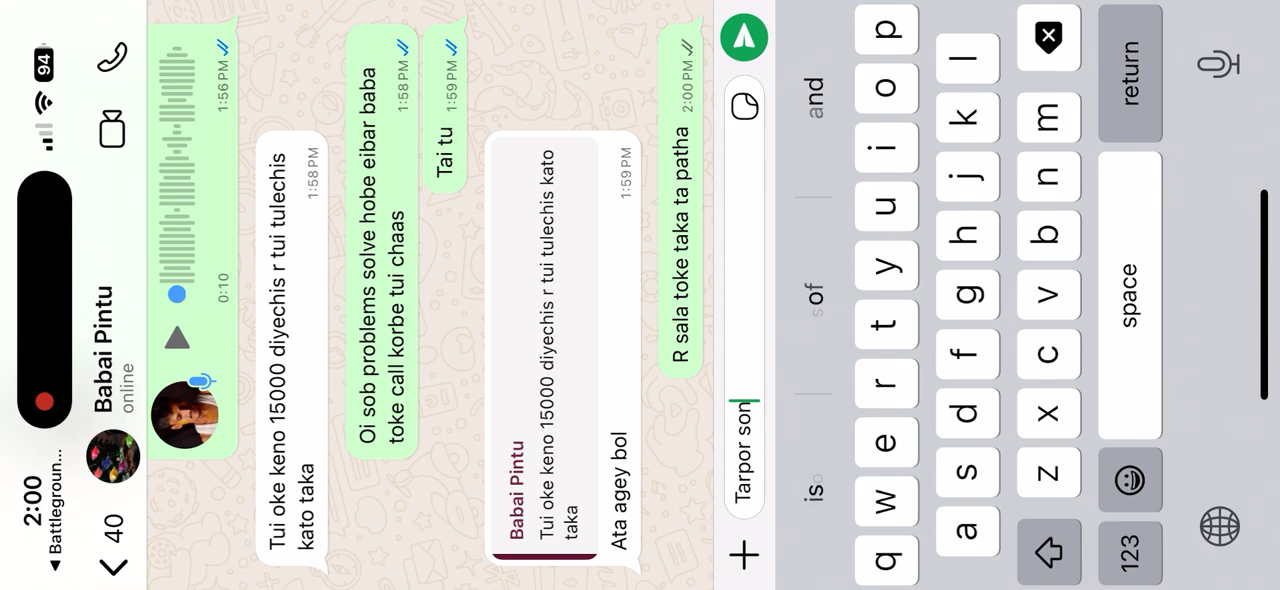 2:00
94
◀ Battlegroun...
40
Babai Pintu
online
0:10
1:56 PM
Tui oke keno 15000 diyechis r tui tulechis
kato taka
1:58 PM
Oi sob problems solve hobe eibar baba
toke call korbe tui chaas
1:58 PM
Tai tu
1:59 PM
Babai Pintu
Tui oke keno 15000 diyechis r tui tulechis kato
taka
Ata agey bol
1:59 PM
R sala toke taka ta patha
2:00 PM
Tarpor son
is
of
and
q w e r t y u i o p
a s d f g h j k l
z x c v b n m
123
space
return